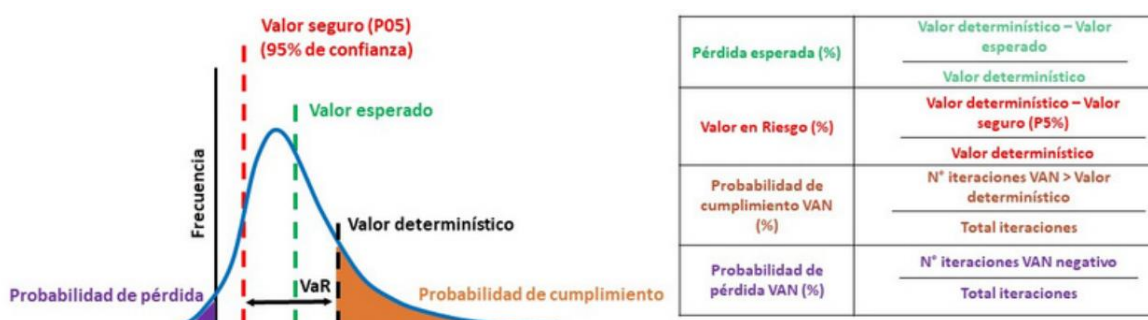 Valor seguro (P05)
(95% de confianza)
Valor esperado
Frecuencia
Valor determinístico
VaR
Probabilidad de pérdida
Probabilidad de cumplimiento
Pérdida esperada (%)
Valor determinístico – Valor
esperado
Valor determinístico
Valor en Riesgo (%)
Valor determinístico – Valor
seguro (P5%)
Valor determinístico
Probabilidad de
cumplimiento VAN
(%)
N° iteraciones VAN > Valor
determinístico
Total iteraciones
Probabilidad de
pérdida VAN (%)
N° iteraciones VAN negativo
Total iteraciones